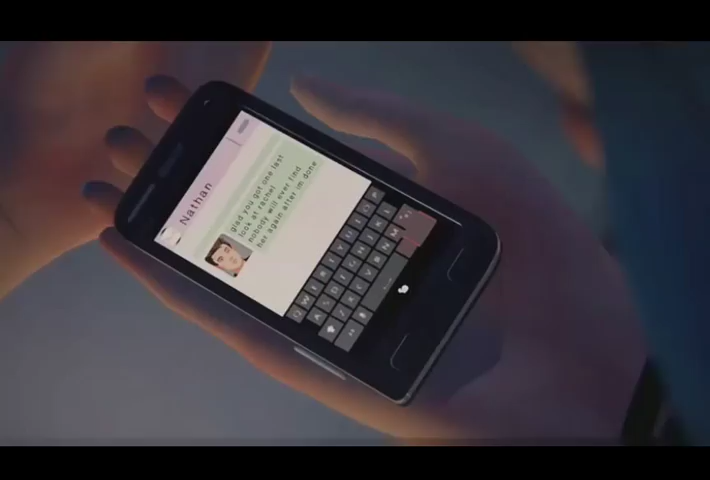 Nathan
glad you got one last
look at rachel
nobody will ever find
her again after im done